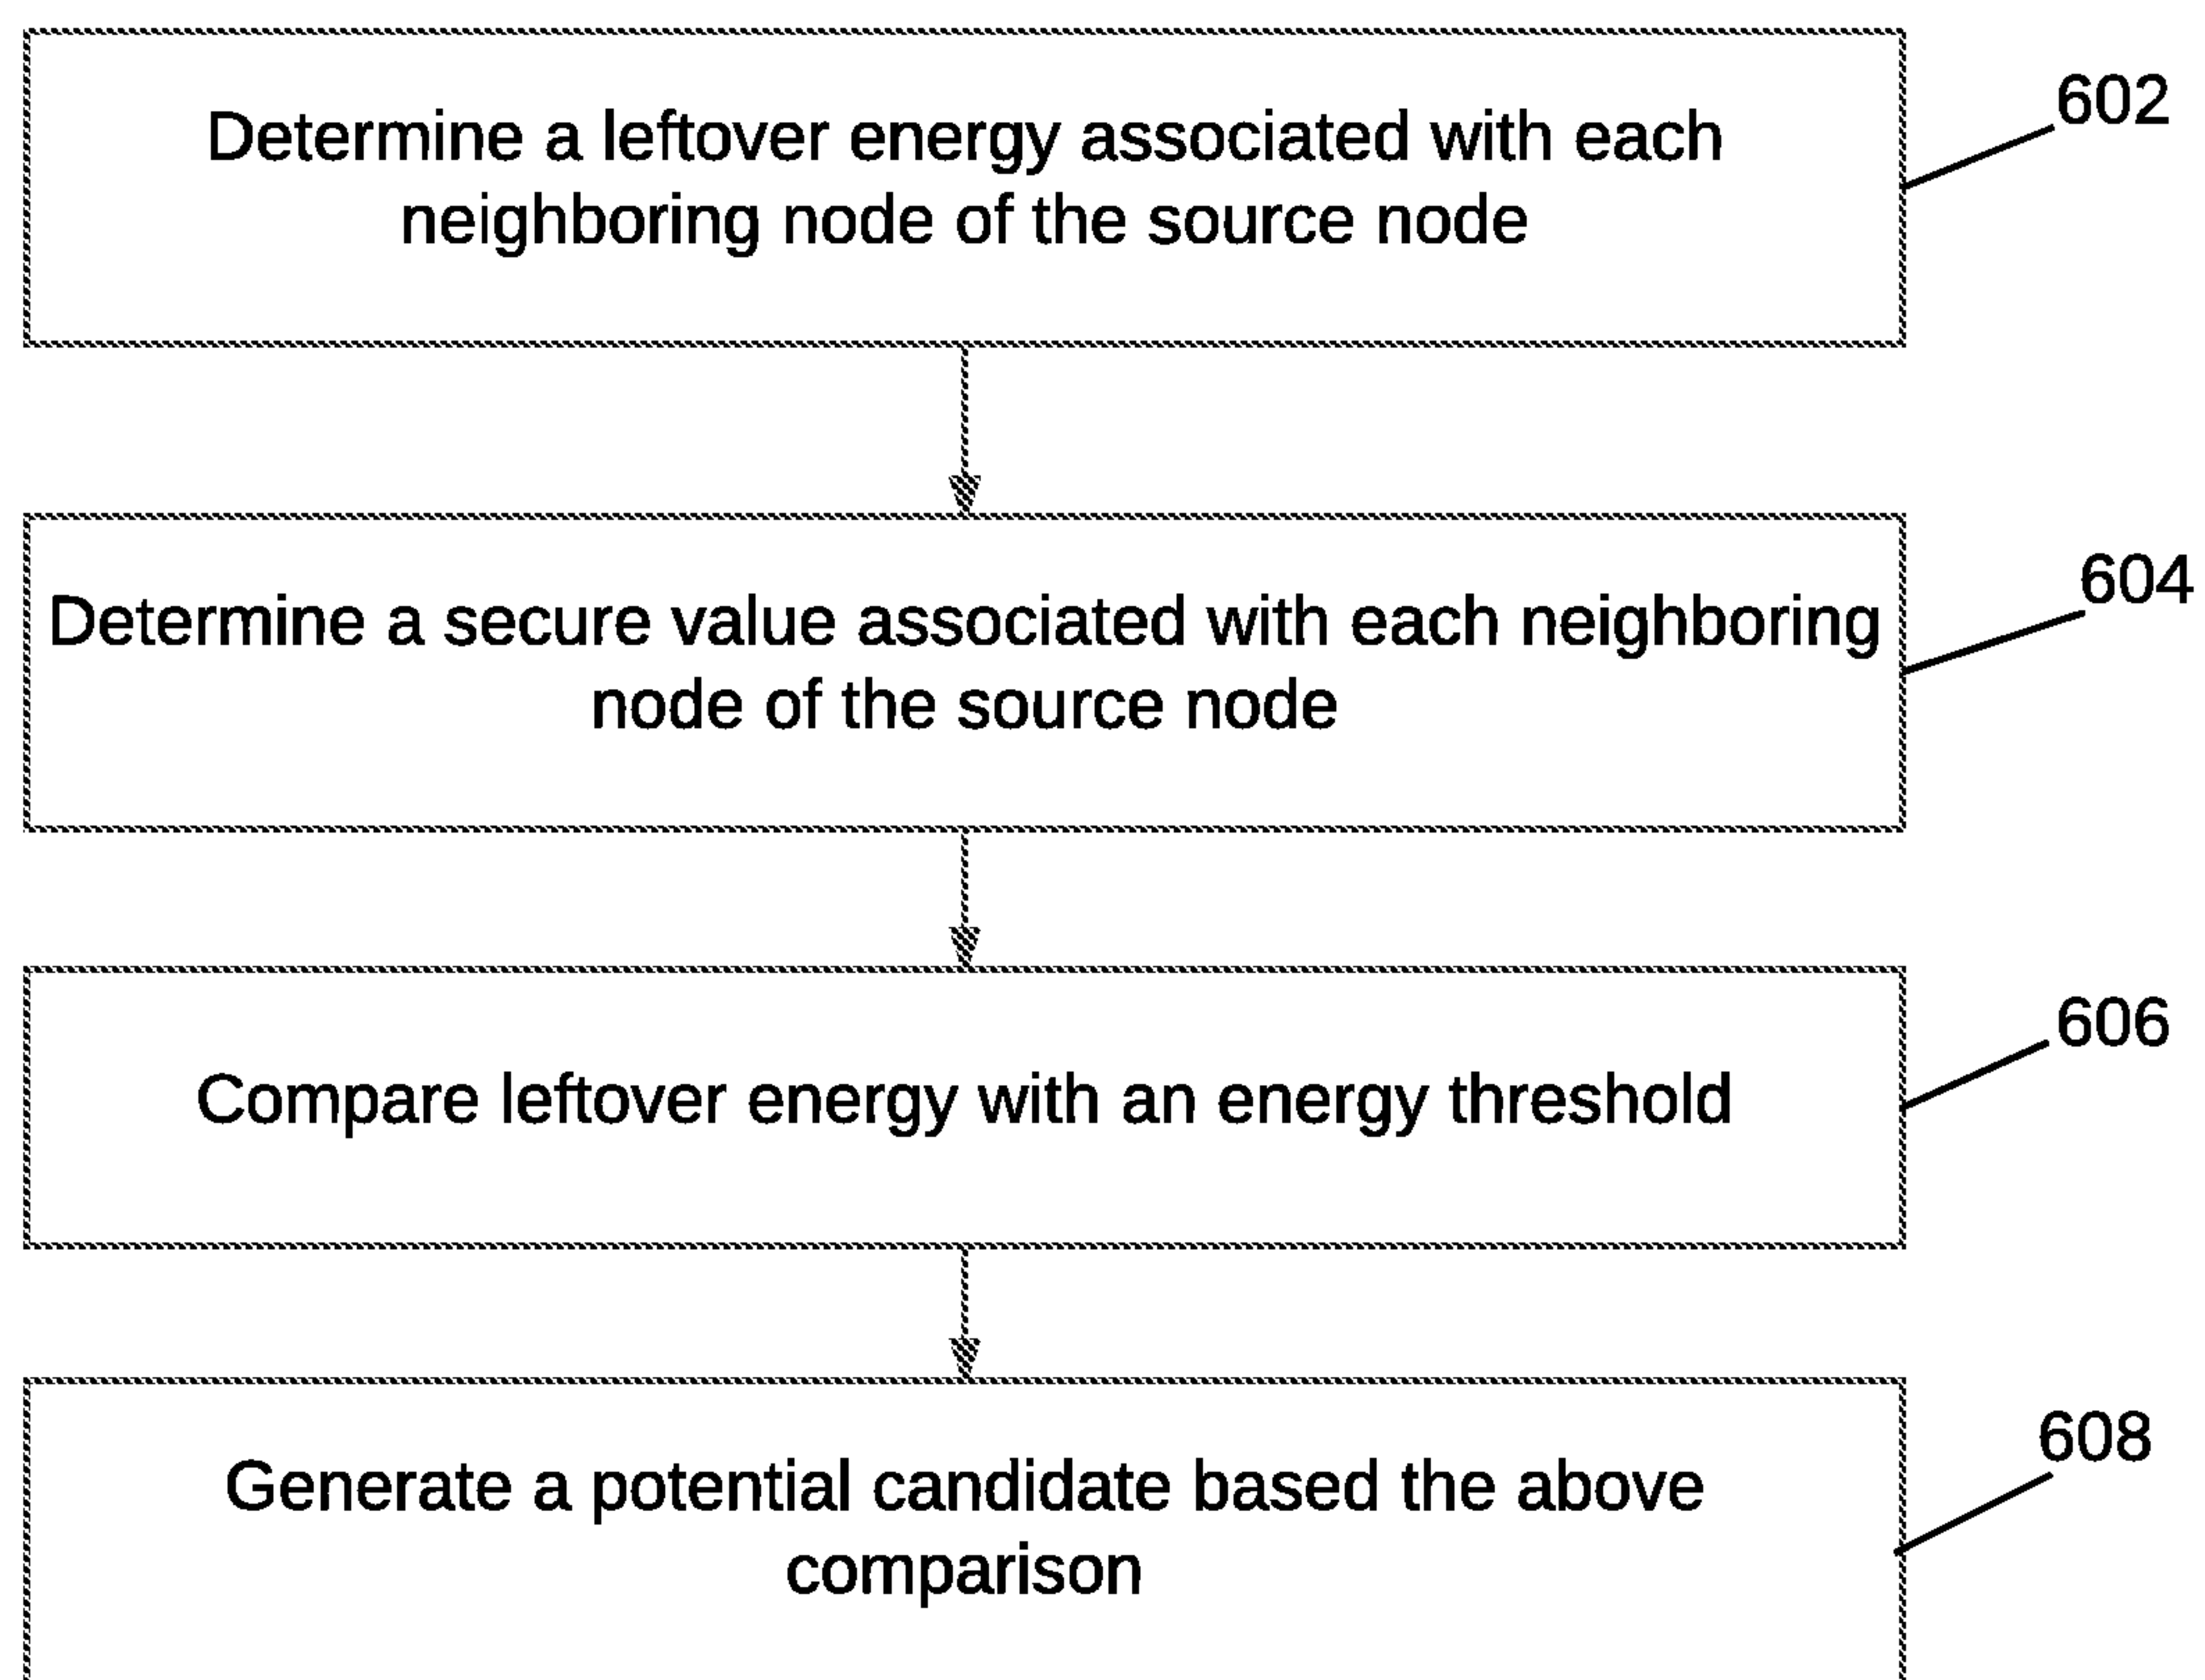 Determine a leftover energy associated with each
neighboring node of the source node
602
Determine a secure value associated with each neighboring
node of the source node
604
Compare leftover energy with an energy threshold
606
Generate a potential candidate based the above
comparison
608